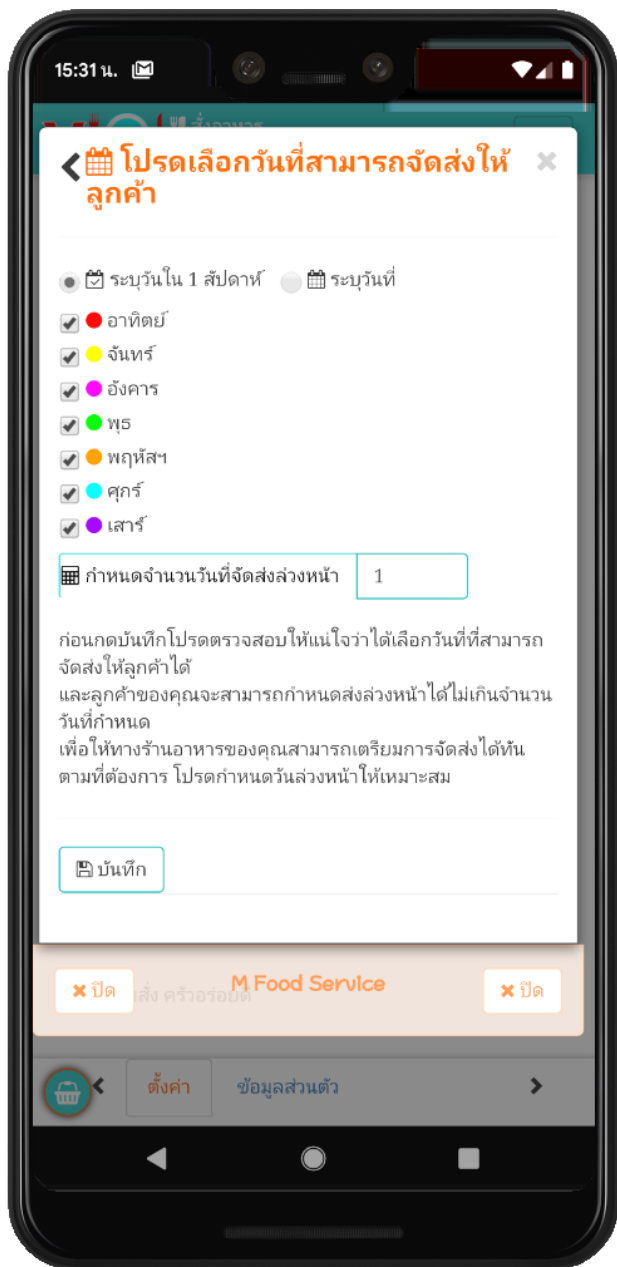 15:31 น.
สั่งอาหาร
โปรดเลือกวันที่สามารถจัดส่งให้
ลูกค้า
ระบุวันใน 1 สัปดาห์ ระบุวันที่
อาทิตย์
จันทร์
อังคาร
พุธ
พฤหัสฯ
ศุกร์
เสาร์
กำหนดจำนวนวันที่จัดส่งล่วงหน้า 1
ก่อนกดบันทึกโปรดตรวจสอบให้แน่ใจว่าได้เลือกวันที่ที่สามารถ
จัดส่งให้ลูกค้าได้
และลูกค้าของคุณจะสามารถกำหนดส่งล่วงหน้าได้ไม่เกินจำนวน
วันที่กำหนด
เพื่อให้ทางร้านอาหารของคุณสามารถเตรียมการจัดส่งได้ทัน
ตามที่ต้องการ โปรดกำหนดวันล่วงหน้าให้เหมาะสม
บันทึก
ปิด M Food Service ปิด
ครัวอร่อยดี
ตั้งค่า ข้อมูลส่วนตัว